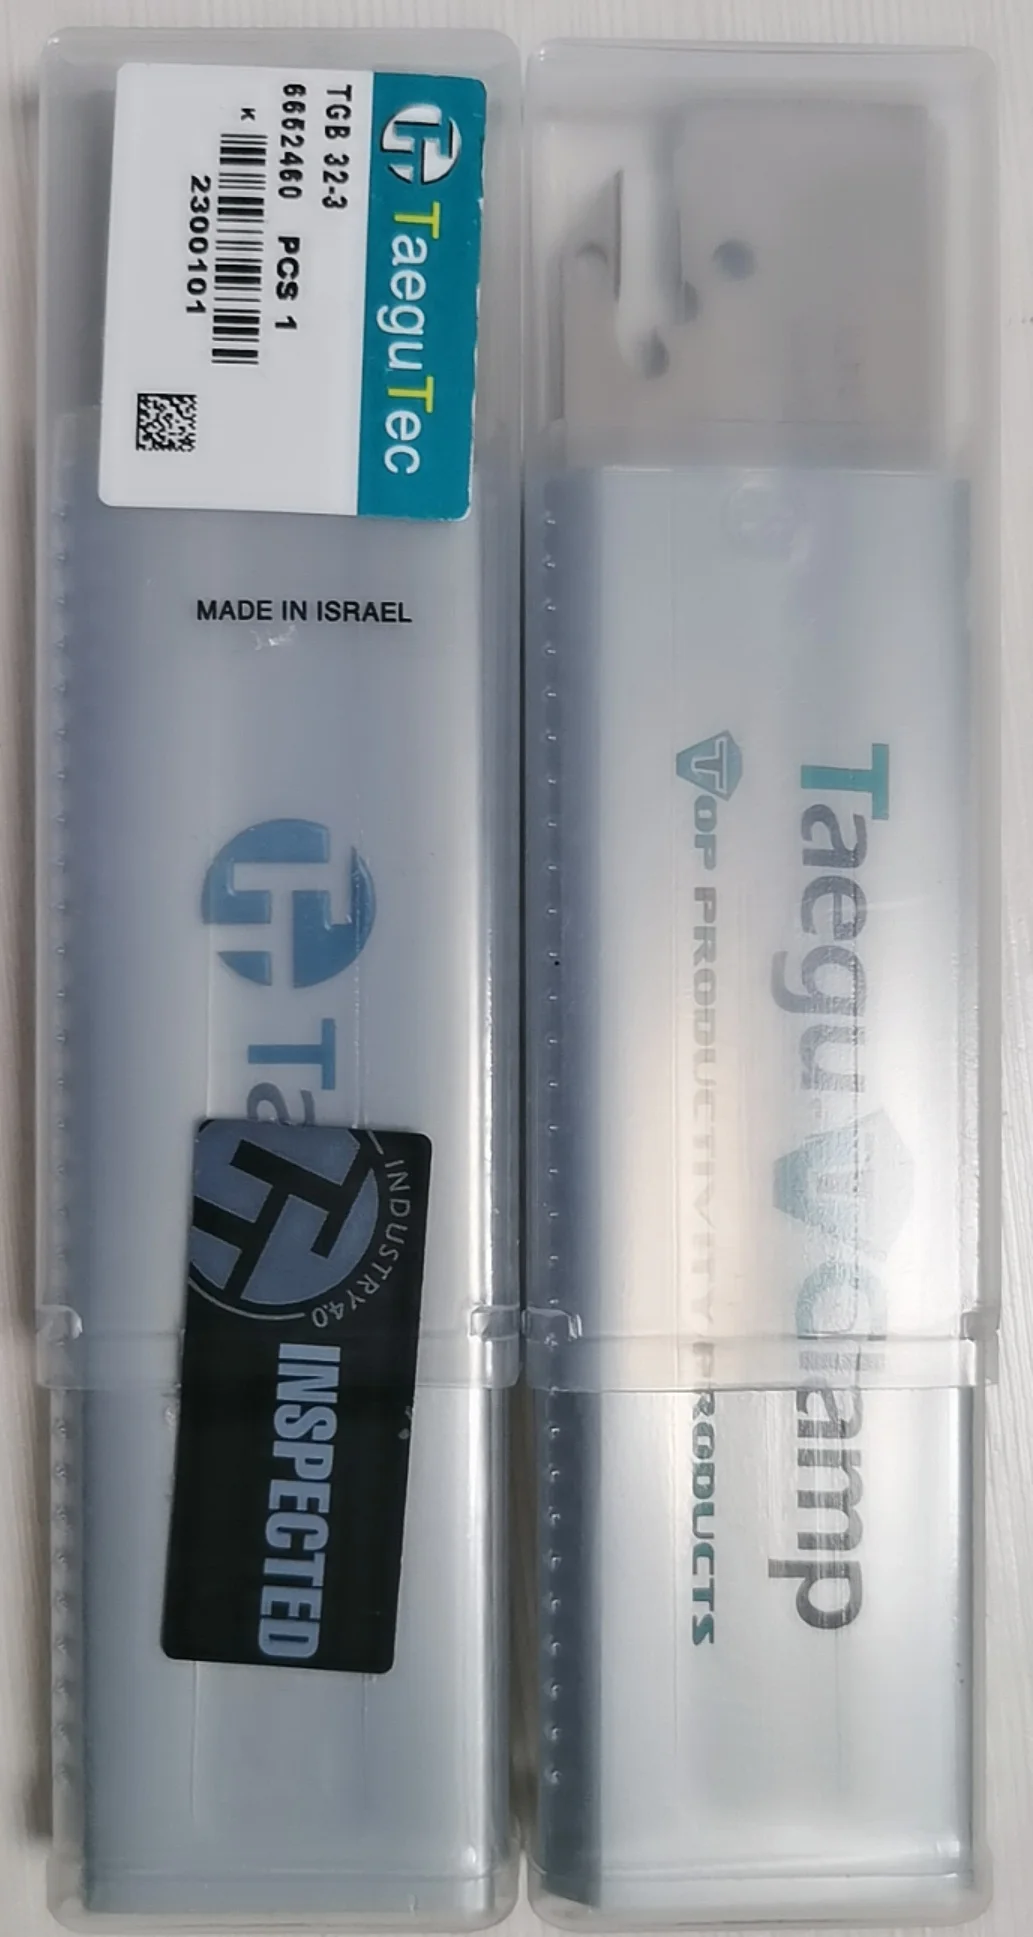 TaeguTec
TGB 32-3
6652460 PCS 1
K
2300101
MADE IN ISRAEL
Ta
INDUSTRY4.0
INSPECTED
TaeguClamp
TOP PRODUCTIVITY PRODUCTS